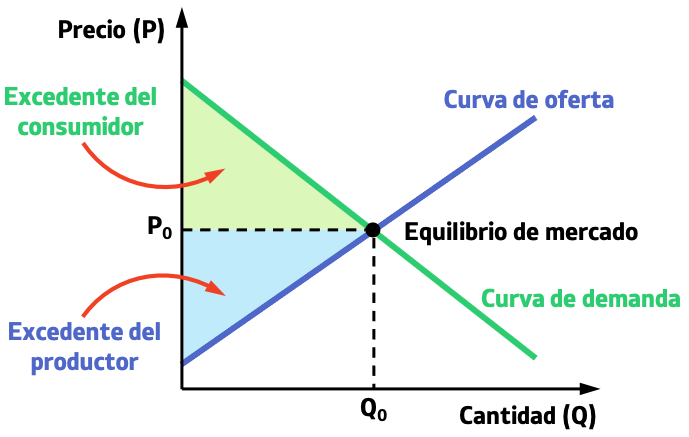 Precio (P)
Excedente del
consumidor
Curva de oferta
P₀
Equilibrio de mercado
Curva de demanda
Excedente del
productor
Q₀
Cantidad (Q)